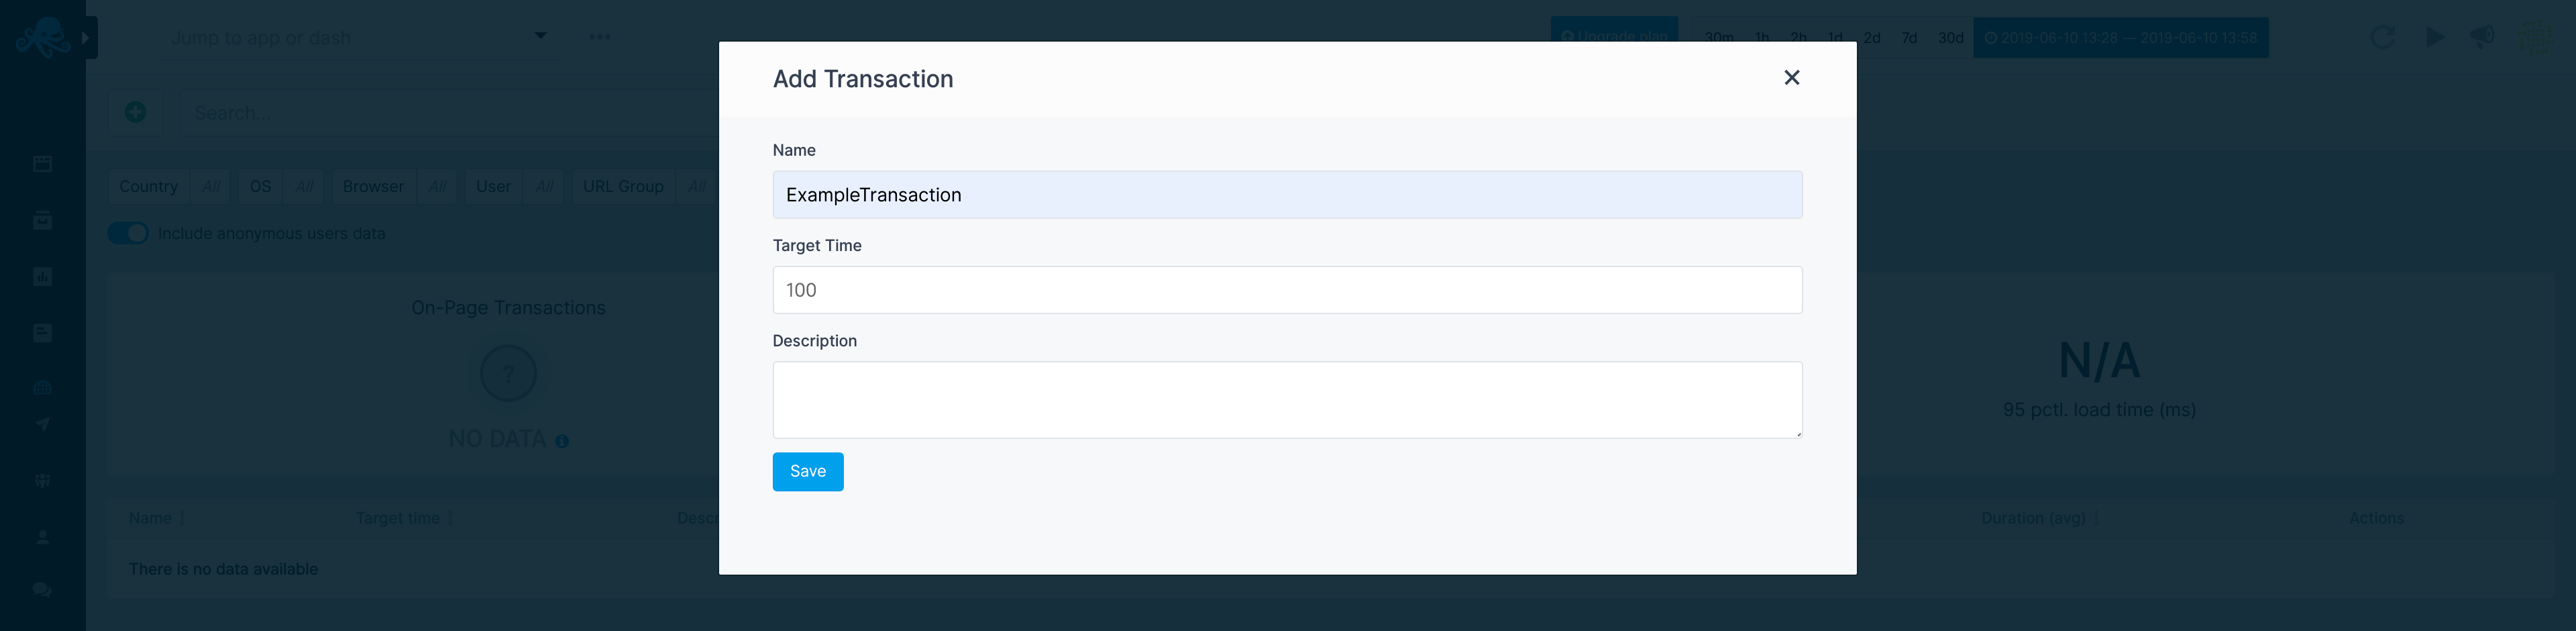 Jump to app or dash
Upgrade plan
30m 1h 2h 1d 2d 7d 30d 2019-06-10 13:28 — 2019-06-10 13:58
Add Transaction
Search...
Name
Country All OS All Browser All User All URL Group All
ExampleTransaction
Include anonymous users data
Target Time
100
On-Page Transactions
Description
N/A
95 pctl. load time (ms)
?
NO DATA
Save
Name Target time Descr Duration (avg) Actions
There is no data available